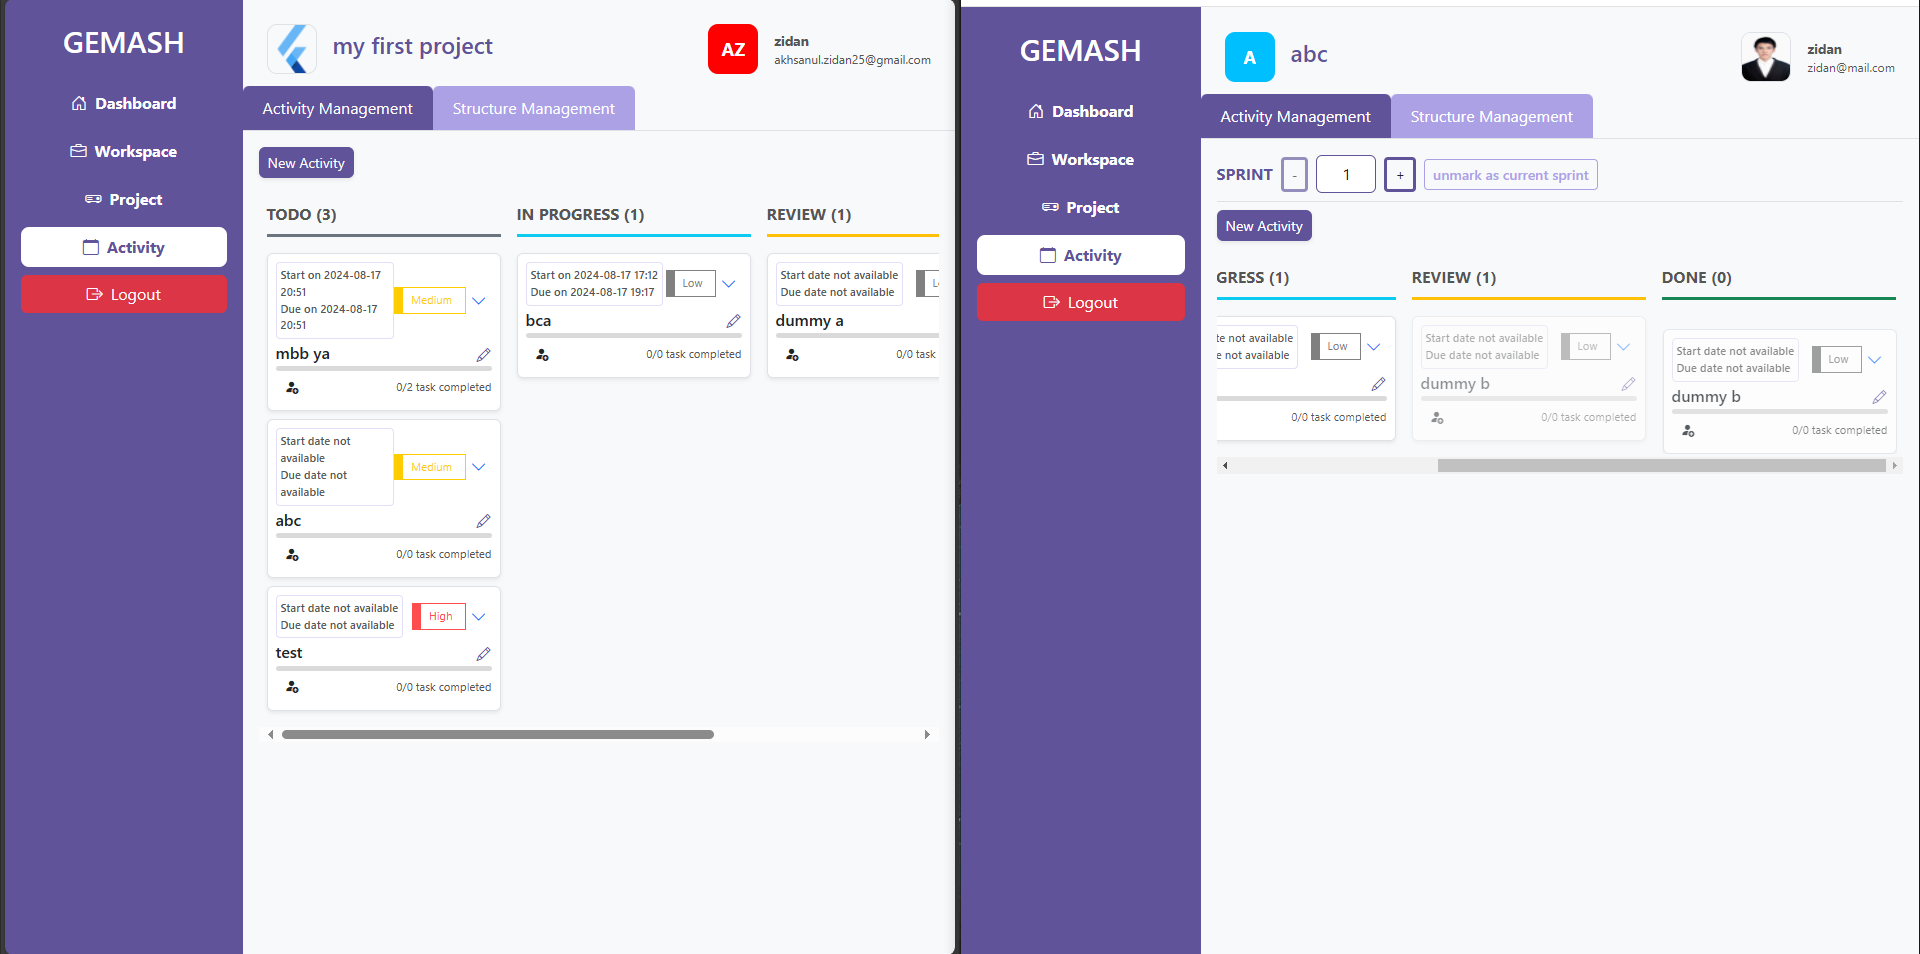 GEMASH
Dashboard
Workspace
Project
Activity
Logout
my first project
AZ
zidan
akhsanul.zidan25@gmail.com
Activity Management
Structure Management
New Activity
TODO (3)
Start on 2024-08-17
20:51
Due on 2024-08-17
20:51
Medium
mbb ya
0/2 task completed
Start date not
available
Due date not
available
Medium
abc
0/0 task completed
Start date not available
Due date not available
High
test
0/0 task completed
IN PROGRESS (1)
Start on 2024-08-17 17:12
Due on 2024-08-17 19:17
Low
bca
0/0 task completed
REVIEW (1)
Start date not available
Due date not available
L
dummy a
0/0 task
GEMASH
Dashboard
Workspace
Project
Activity
Logout
A
abc
zidan
zidan@mail.com
Activity Management
Structure Management
SPRINT
-
1
+
unmark as current sprint
New Activity
GRESS (1)
te not available
e not available
Low
0/0 task completed
REVIEW (1)
Start date not available
Due date not available
Low
dummy b
0/0 task completed
DONE (0)
Start date not available
Due date not available
Low
dummy b
0/0 task completed